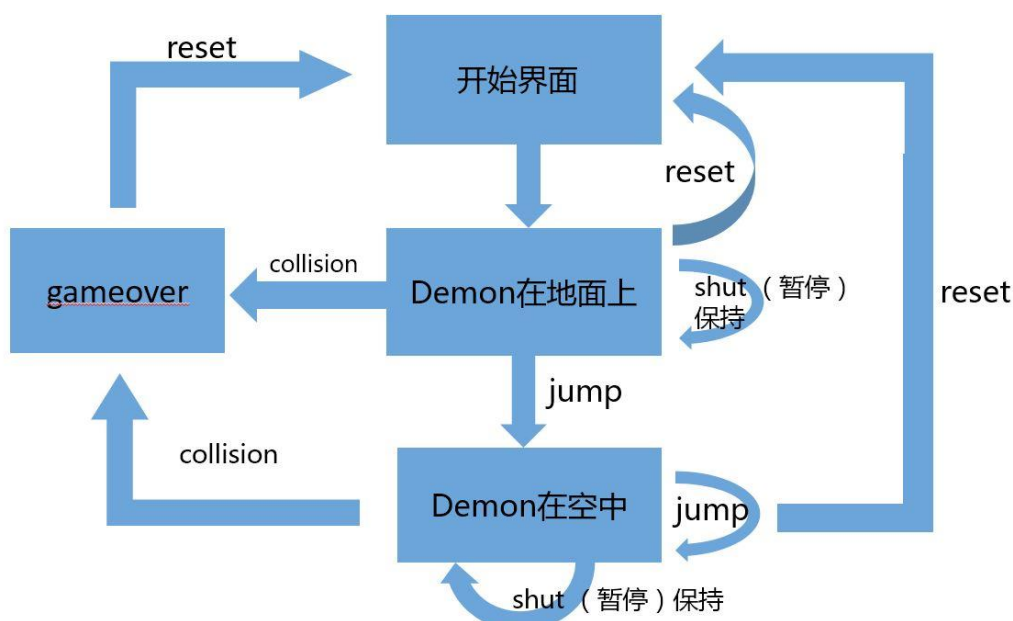 reset
开始界面
reset
gameover
collision
Demon在地面上
shut （暂停）
保持
reset
jump
collision
Demon在空中
jump
shut （暂停）保持